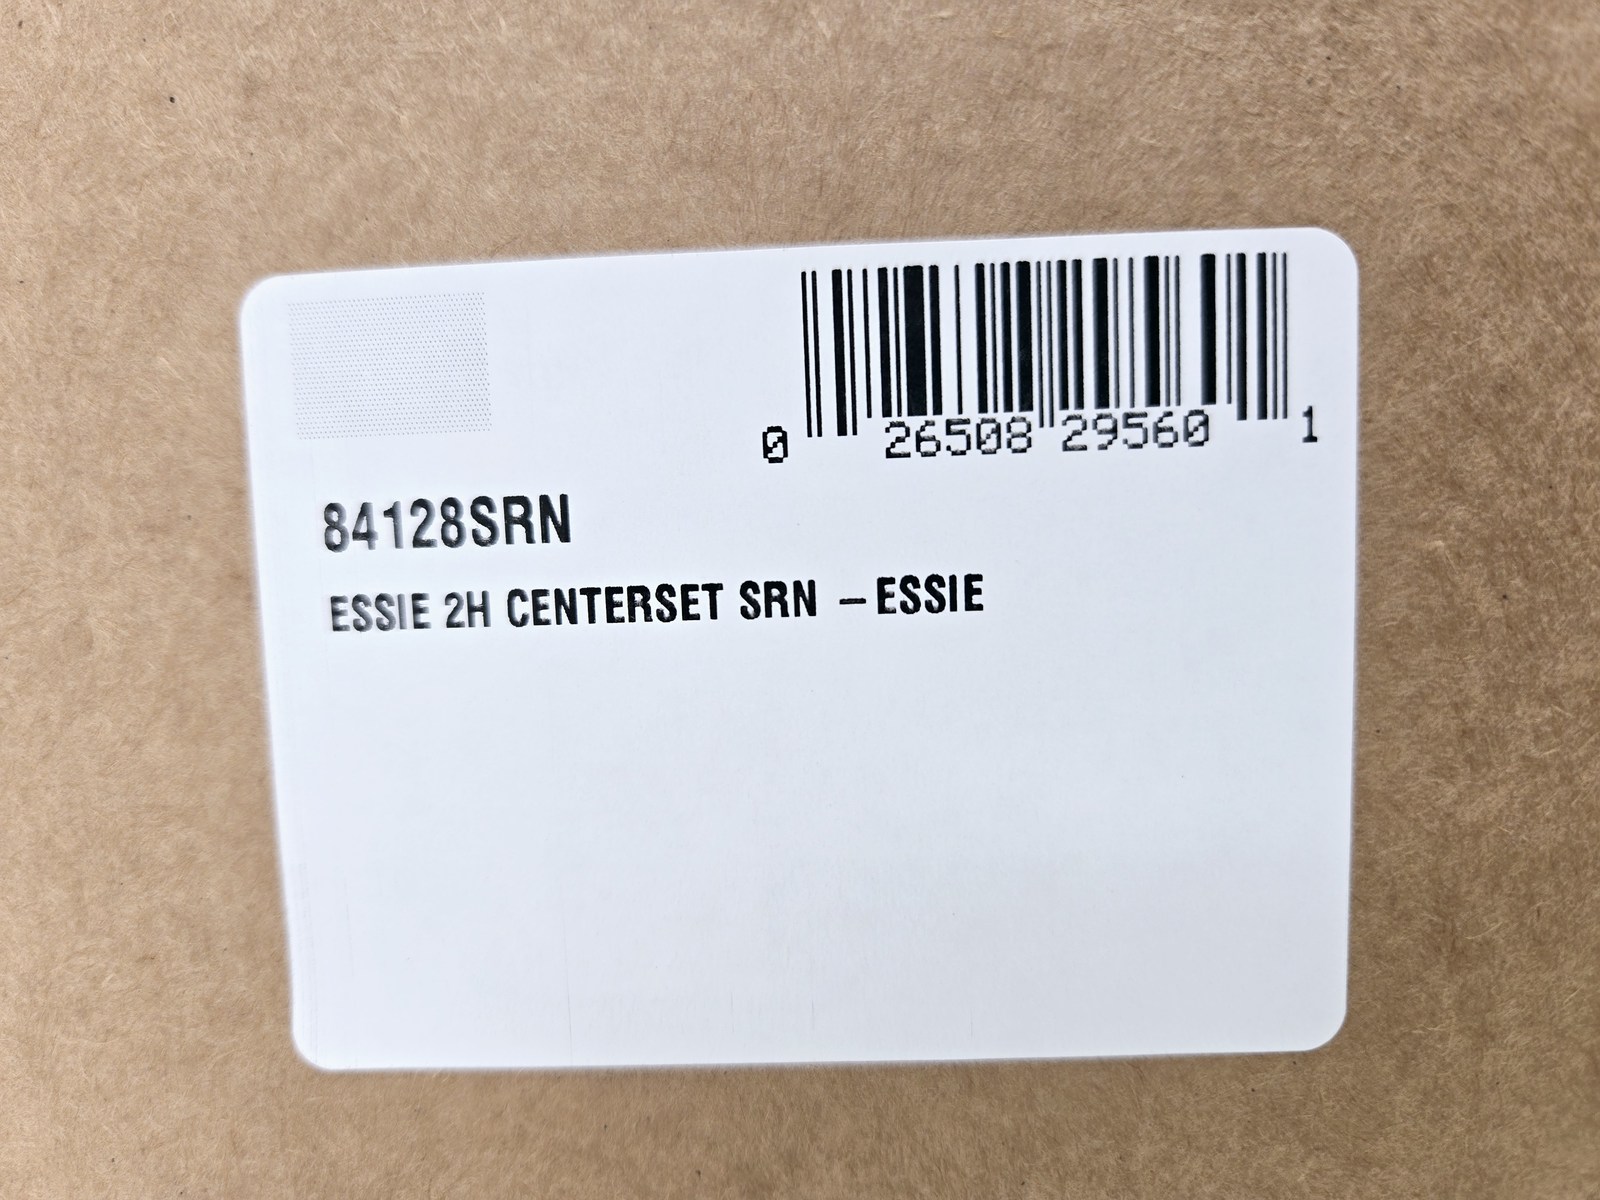 0 26508 29560 1
84128SRN
ESSIE 2H CENTERSET SRN – ESSIE